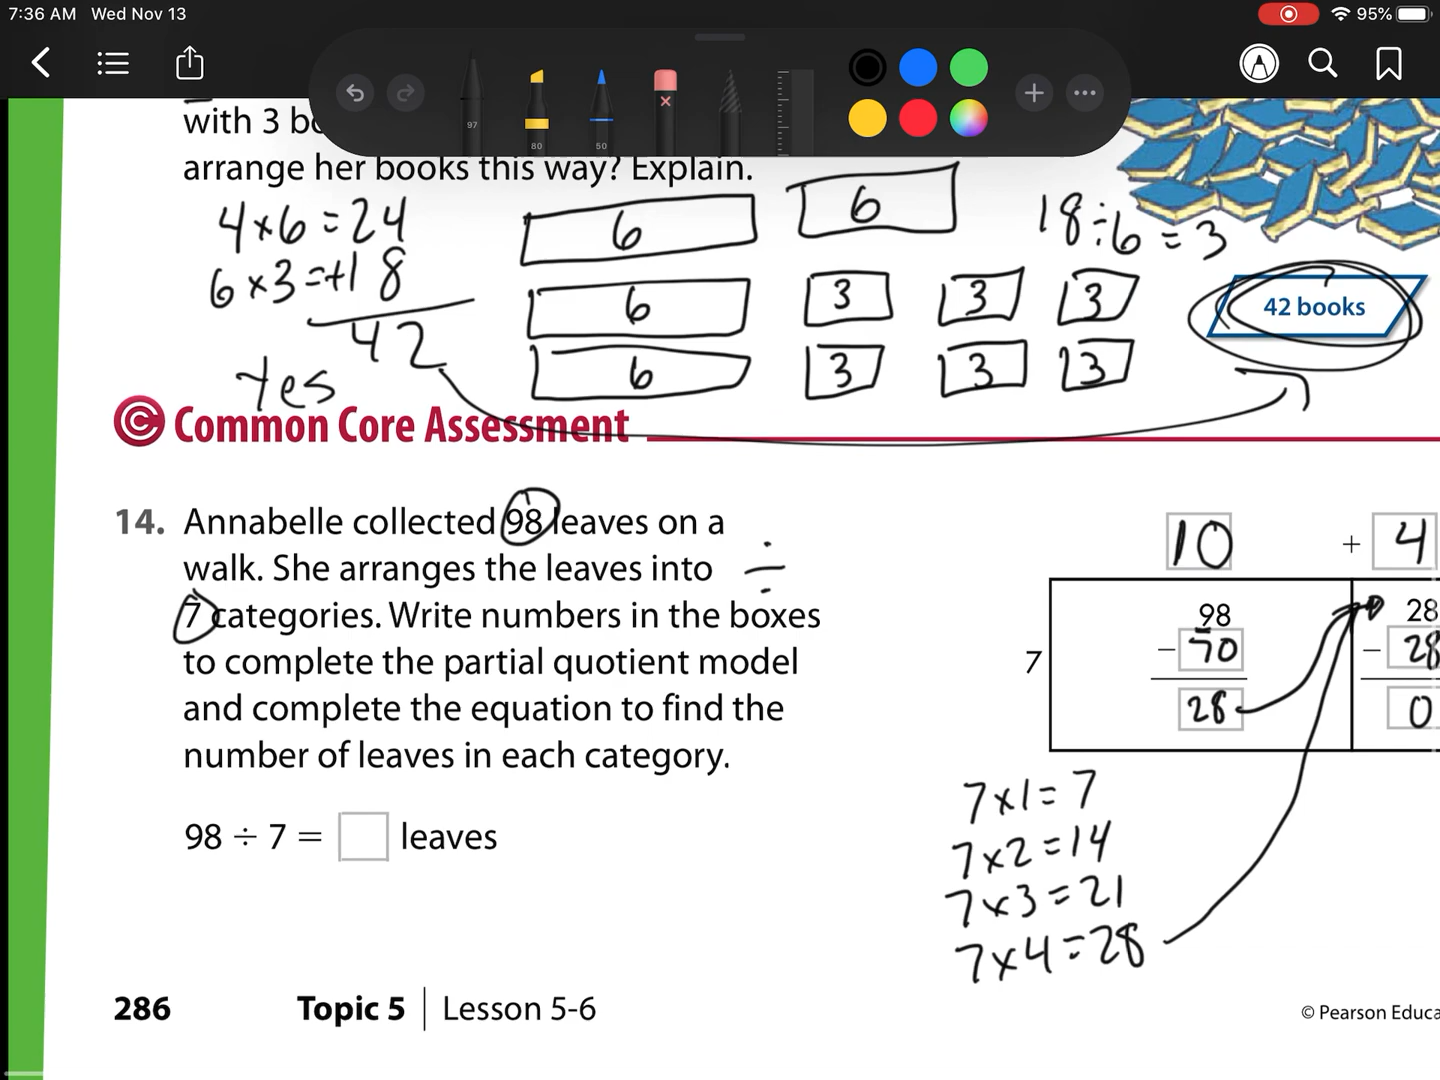 7:36 AM Wed Nov 13
95%
97
80
50
with 3 bo
arrange her books this way? Explain.
4×6=24
6×3=+18
42
Yes
6
6
6
6
3 3 3
3 3 3
18÷6=3
42 books
Common Core Assessment
14. Annabelle collected 98 leaves on a
walk. She arranges the leaves into ÷
7 categories. Write numbers in the boxes
to complete the partial quotient model
and complete the equation to find the
number of leaves in each category.
98 ÷ 7 = leaves
10 + 4
7
98 28
− 70 − 28
28 0
7×1=7
7×2=14
7×3=21
7×4=28
286 Topic 5 | Lesson 5-6
© Pearson Educa